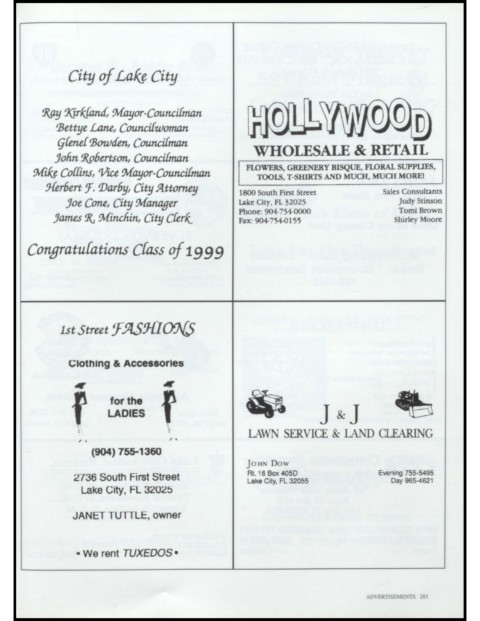 City of Lake City
Ray Kirkland, Mayor-Councilman
Bettye Lane, Councilwoman
Glenel Bowden, Councilman
John Robertson, Councilman
Mike Collins, Vice Mayor-Councilman
Herbert F. Darby, City Attorney
Joe Cone, City Manager
James R. Minchin, City Clerk
Congratulations Class of 1999
HOLLYWOOD
WHOLESALE & RETAIL
FLOWERS, GREENERY BISQUE, FLORAL SUPPLIES,
TOOLS, T-SHIRTS AND MUCH, MUCH MORE!
1800 South First Street
Lake City, FL 32025
Phone: 904-754-0000
Fax: 904-754-0155
Sales Consultants
Judy Stinson
Tomi Brown
Shirley Moore
1st Street FASHIONS
Clothing & Accessories
for the
LADIES
(904) 755-1360
2736 South First Street
Lake City, FL 32025
JANET TUTTLE, owner
• We rent TUXEDOS •
J & J
LAWN SERVICE & LAND CLEARING
JOHN DOW
Rt. 16 Box 405D
Lake City, FL 32055
Evening 755-5495
Day 965-4621
ADVERTISEMENTS 283